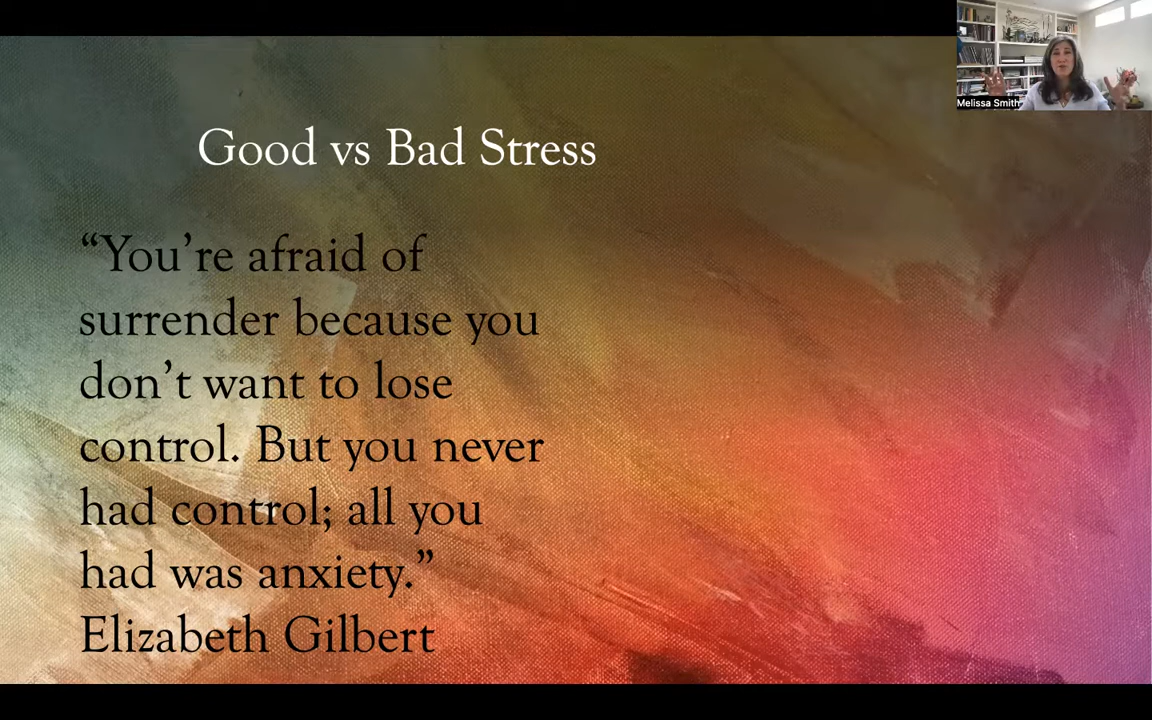 Melissa Smith
Good vs Bad Stress
“You’re afraid of
surrender because you
don’t want to lose
control. But you never
had control; all you
had was anxiety.”
Elizabeth Gilbert